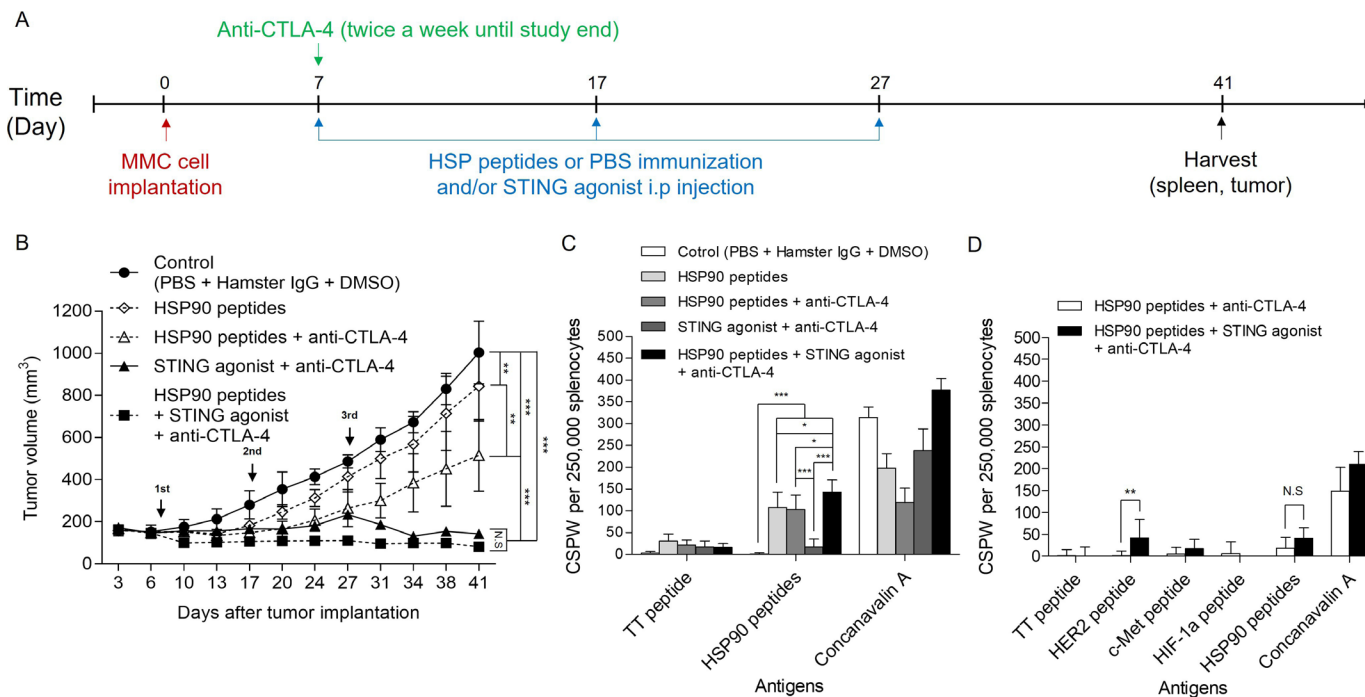 A
Anti-CTLA-4 (twice a week until study end)
0
7
17
27
41
Time
(Day)
MMC cell
implantation
HSP peptides or PBS immunization
and/or STING agonist i.p injection
Harvest
(spleen, tumor)
B
Control
(PBS + Hamster IgG + DMSO)
HSP90 peptides
HSP90 peptides + anti-CTLA-4
STING agonist + anti-CTLA-4
HSP90 peptides
+ STING agonist
+ anti-CTLA-4
Tumor volume (mm3)
1200
1000
800
600
400
200
0
1st
2nd
3rd
**
**
***
***
***
N.S
3 6 10 13 17 20 24 27 31 34 38 41
Days after tumor implantation
C
Cotrol (PBS + Hamster IgG + DMSO)
HSP90 peptides
HSP90 peptides + anti-CTLA-4
STING agonist + anti-CTLA-4
HSP90 peptides + STING agonist
+ anti-CTLA-4
CSPW per 250,000 splenocytes
500
450
400
350
300
250
200
150
100
50
0
***
*
*
***
***
TT peptide
HSP90 peptides
Concanavalin A
Antigens
D
HSP90 peptides + anti-CTLA-4
HSP90 peptides + STING agonist
+ anti-CTLA-4
CSPW per 250,000 splenocytes
500
450
400
350
300
250
200
150
100
50
0
**
N.S
TT peptide
HER2 peptide
c-Met peptide
HIF-1a peptide
HSP90 peptides
Concanavalin A
Antigens